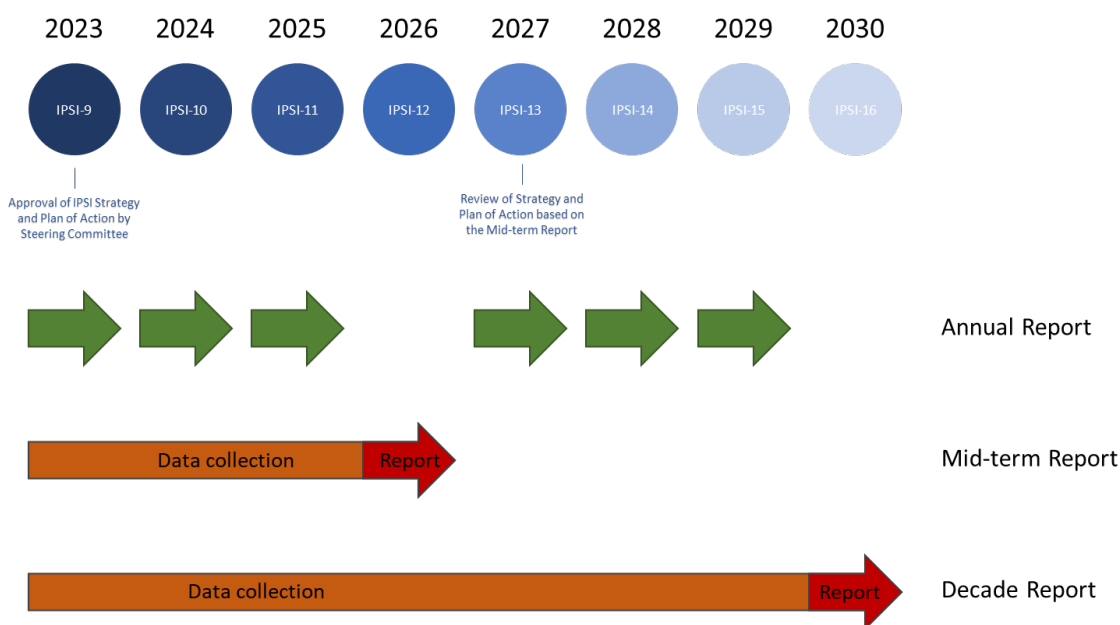 2023 2024 2025 2026 2027 2028 2029 2030
IPSI-9 IPSI-10 IPSI-11 IPSI-12 IPSI-13 IPSI-14 IPSI-15 IPSI-16
Approval of IPSI Strategy
and Plan of Action by
Steering Committee
Review of Strategy and
Plan of Action based on
the Mid-term Report
Annual Report
Data collection Report Mid-term Report
Data collection Report Decade Report